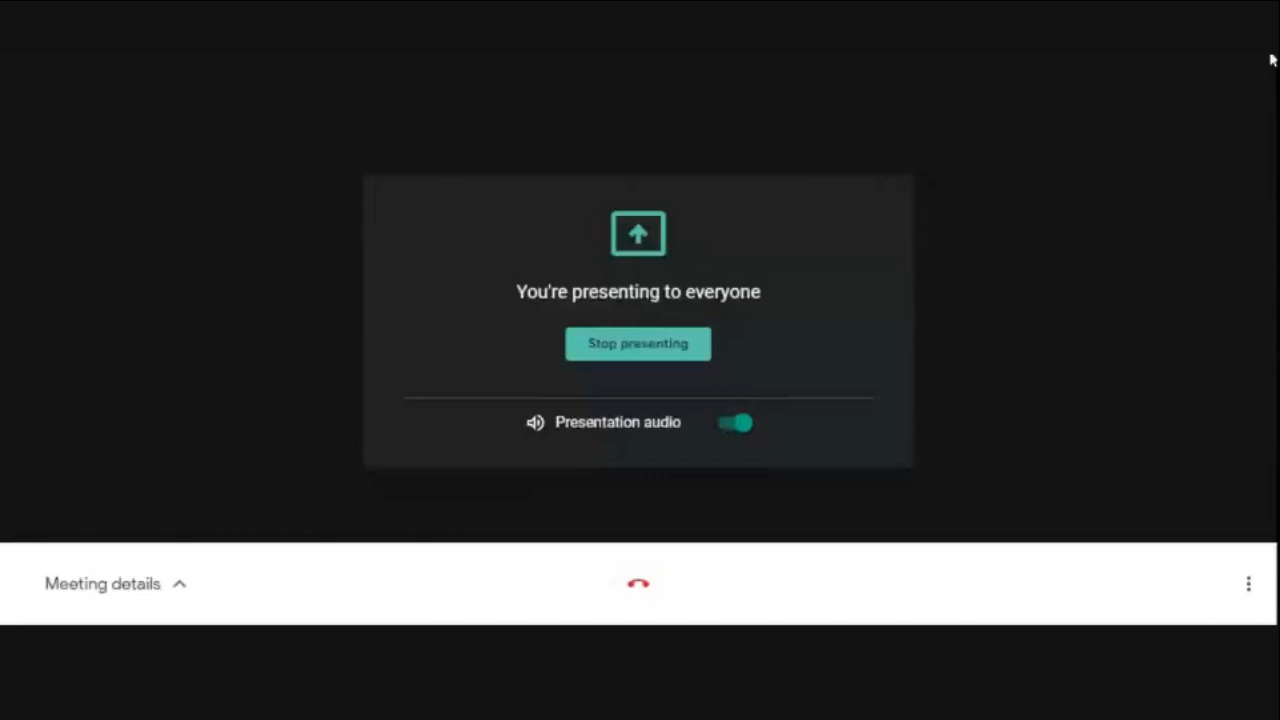 You're presenting to everyone
Stop presenting
Presentation audio
Meeting details